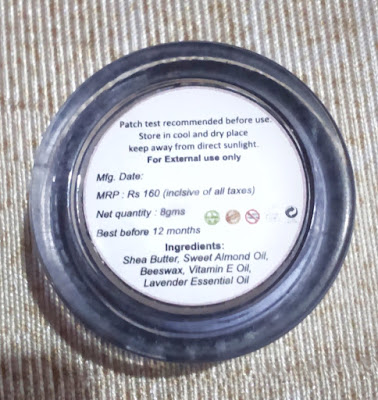 Patch test recommended before use.
Store in cool and dry place
keep away from direct sunlight.
For External use only
Mfg. Date:
MRP : Rs 160 (inclsive of all taxes)
Net quantity : 8gms
Best before 12 months
Ingredients:
Shea Butter, Sweet Almond Oil,
Beeswax, Vitamin E Oil,
Lavender Essential Oil